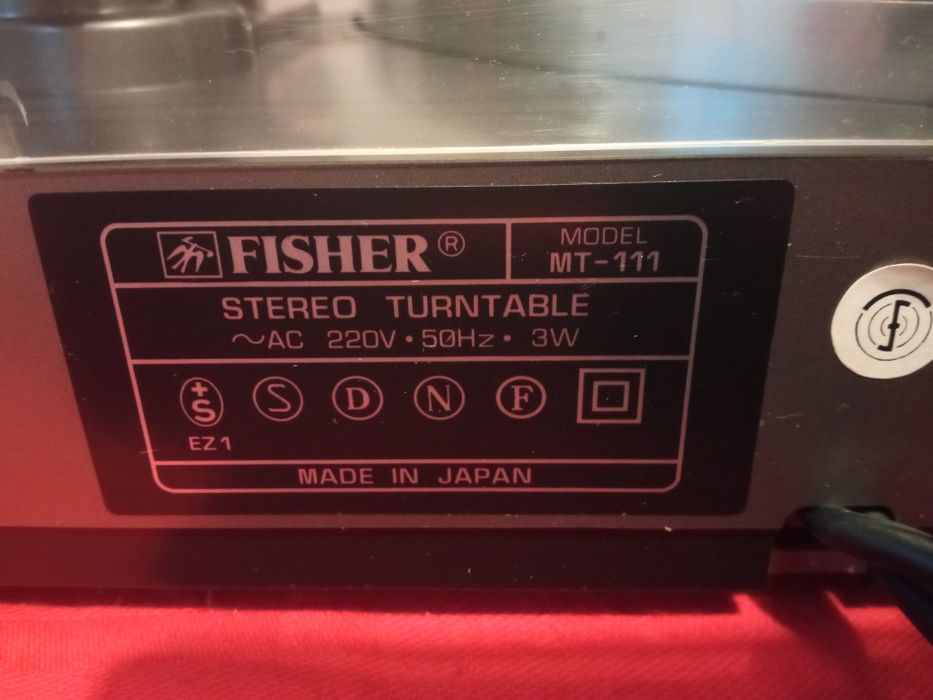 FISHER®
MODEL
MT-111
STEREO TURNTABLE
~AC 220V · 50Hz · 3W
+S S D N F
EZ1
MADE IN JAPAN